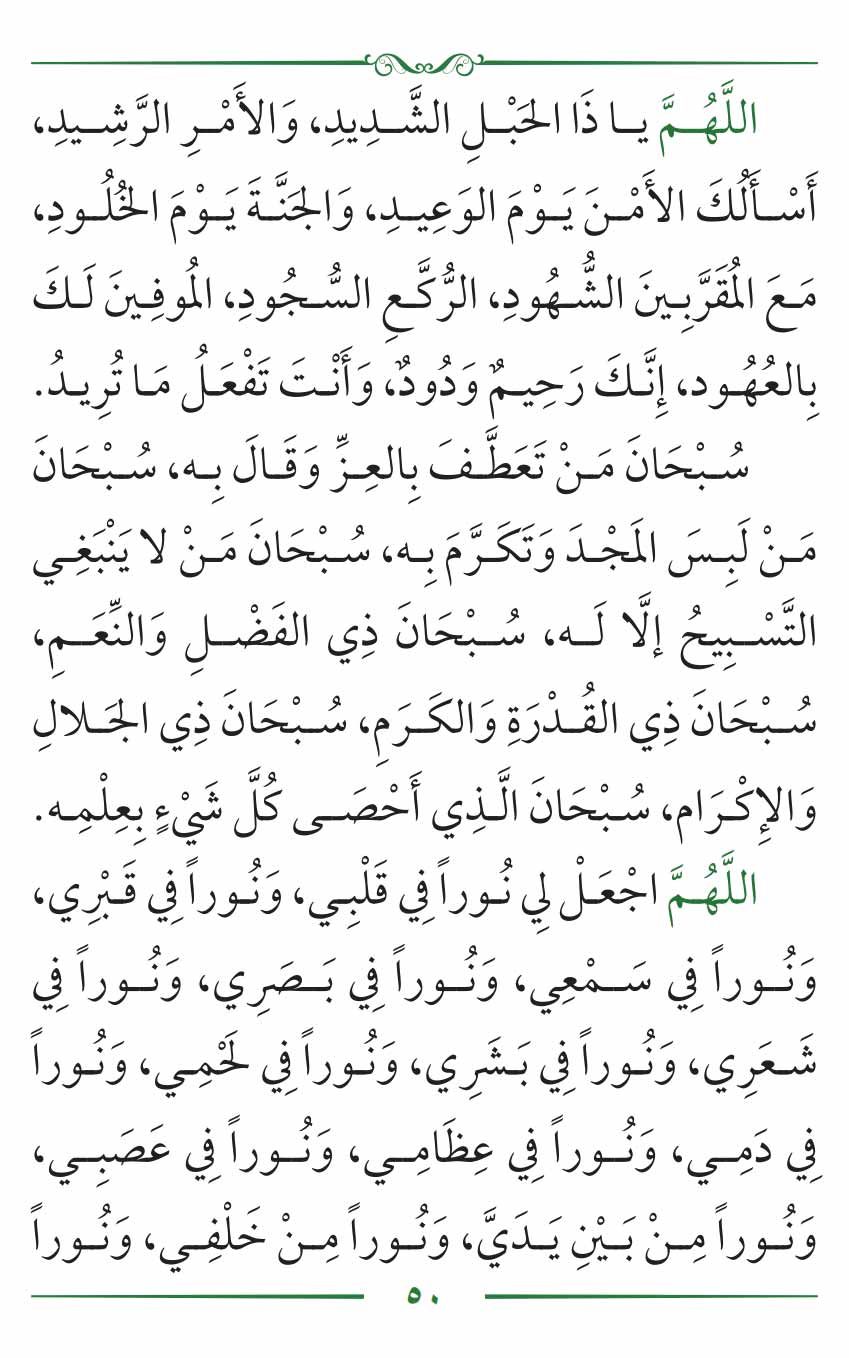 اللَّهُمَّ يا ذَا الحَبْلِ الشَّدِيدِ، وَالأَمْرِ الرَّشِيدِ،
أَسْأَلُكَ الأَمْنَ يَوْمَ الوَعِيدِ، وَالجَنَّةَ يَوْمَ الخُلُودِ،
مَعَ المُقَرَّبِينَ الشُّهُودِ، الرُّكَّعِ السُّجُودِ، المُوفِينَ لَكَ
بِالعُهُود، إِنَّكَ رَحِيمٌ وَدُودٌ، وَأَنْتَ تَفْعَلُ مَا تُرِيدُ.
سُبْحَانَ مَنْ تَعَطَّفَ بِالعِزِّ وَقَالَ بِه، سُبْحَانَ
مَنْ لَبِسَ المَجْدَ وَتَكَرَّمَ بِه، سُبْحَانَ مَنْ لا يَنْبَغِي
التَّسْبِيحُ إلَّا لَه، سُبْحَانَ ذِي الفَضْلِ وَالنِّعَمِ،
سُبْحَانَ ذِي القُدْرَةِ وَالكَرَمِ، سُبْحَانَ ذِي الجَلالِ
وَالإِكْرَام، سُبْحَانَ الَّذِي أَحْصَى كُلَّ شَيْءٍ بِعِلْمِه.
اللَّهُمَّ اجْعَلْ لِي نُوراً فِي قَلْبِي، وَنُوراً فِي قَبْرِي،
وَنُوراً فِي سَمْعِي، وَنُوراً فِي بَصَرِي، وَنُوراً فِي
شَعَرِي، وَنُوراً فِي بَشَرِي، وَنُوراً فِي لَحْمِي، وَنُوراً
فِي دَمِي، وَنُوراً فِي عِظَامِي، وَنُوراً فِي عَصَبِي،
وَنُوراً مِنْ بَيْنِ يَدَيَّ، وَنُوراً مِنْ خَلْفِي، وَنُوراً
٥٠